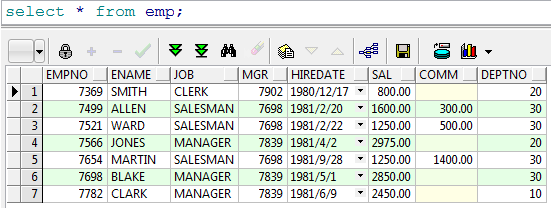 select * from emp;
EMPNO ENAME JOB MGR HIREDATE SAL COMM DEPTNO
1 7369 SMITH CLERK 7902 1980/12/17 800.00 20
2 7499 ALLEN SALESMAN 7698 1981/2/20 1600.00 300.00 30
3 7521 WARD SALESMAN 7698 1981/2/22 1250.00 500.00 30
4 7566 JONES MANAGER 7839 1981/4/2 2975.00 20
5 7654 MARTIN SALESMAN 7698 1981/9/28 1250.00 1400.00 30
6 7698 BLAKE MANAGER 7839 1981/5/1 2850.00 30
7 7782 CLARK MANAGER 7839 1981/6/9 2450.00 10